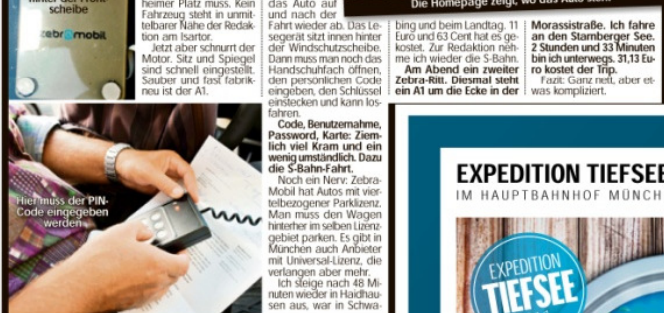 hinter der Front-
scheibe
zebramobil
heimer Platz muss. Kein
Fahrzeug steht in unmit-
telbarer Nähe der Redak-
tion am Isartor.
Jetzt aber schnurrt der
Motor. Sitz und Spiegel
sind schnell eingestellt.
Sauber und fast fabrik-
neu ist der A1.
Hier muss der PIN-
Code eingegeben
werden
das Auto auf
und nach der
Fahrt wieder ab. Das Le-
segerät sitzt innen hinter
der Windschutzscheibe.
Dann muss man noch das
Handschuhfach öffnen,
den persönlichen Code
eingeben, den Schlüssel
einstecken und kann los-
fahren.
Code, Benutzername,
Password, Karte: Ziem-
lich viel Kram und ein
wenig umständlich. Dazu
die S-Bahn-Fahrt.
Noch ein Nerv: Zebra-
Mobil hat Autos mit vier-
telbezogener Parklizenz.
Man muss den Wagen
hinterher im selben Lizenz-
gebiet parken. Es gibt in
München auch Anbieter
mit Universal-Lizenz, die
verlangen aber mehr.
Ich steige nach 48 Mi-
nuten wieder in Haidhau-
sen aus, war in Schwa-
Die Homepage zeigt, wo das Auto steht
bing und beim Landtag. 11
Euro und 63 Cent hat es ge-
kostet. Zur Redaktion neh-
me ich wieder die S-Bahn.
Am Abend ein zweiter
Zebra-Ritt. Diesmal steht
ein A1 um die Ecke in der
Morassistraße. Ich fahre
an den Starnberger See.
2 Stunden und 33 Minuten
bin ich unterwegs. 31,13 Eu-
ro kostet der Trip.
Fazit: Ganz nett, aber et-
was kompliziert.
EXPEDITION TIEFSEE
IM HAUPTBAHNHOF MÜNCH
EXPEDITION
TIEFSEE